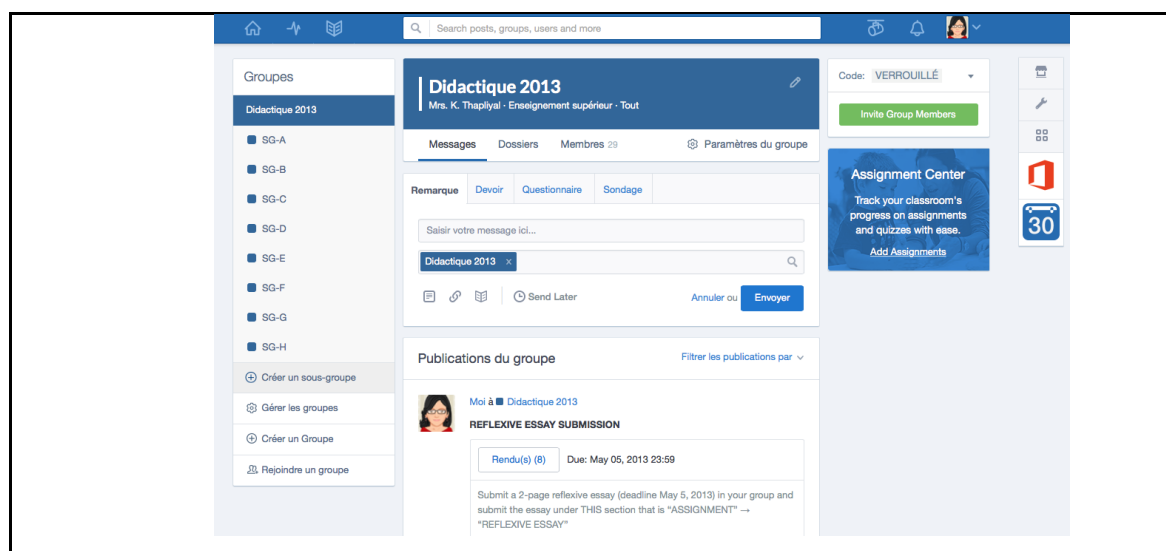 Search posts, groups, users and more
Groupes
Didactique 2013
SG-A
SG-B
SG-C
SG-D
SG-E
SG-F
SG-G
SG-H
Créer un sous-groupe
Gérer les groupes
Créer un Groupe
Rejoindre un groupe
Didactique 2013
Mrs. K. Thapliyal · Enseignement supérieur · Tout
Messages Dossiers Membres 29 Paramètres du groupe
Remarque Devoir Questionnaire Sondage
Saisir votre message ici...
Didactique 2013 ×
Send Later Annuler ou Envoyer
Publications du groupe Filtrer les publications par
Moi à Didactique 2013
REFLEXIVE ESSAY SUBMISSION
Rendu(s) (8) Due: May 05, 2013 23:59
Submit a 2-page reflexive essay (deadline May 5, 2013) in your group and
submit the essay under THIS section that is "ASSIGNMENT" →
"REFLEXIVE ESSAY"
Code: VERROUILLÉ
Invite Group Members
Assignment Center
Track your classroom's
progress on assignments
and quizzes with ease.
Add Assignments
30